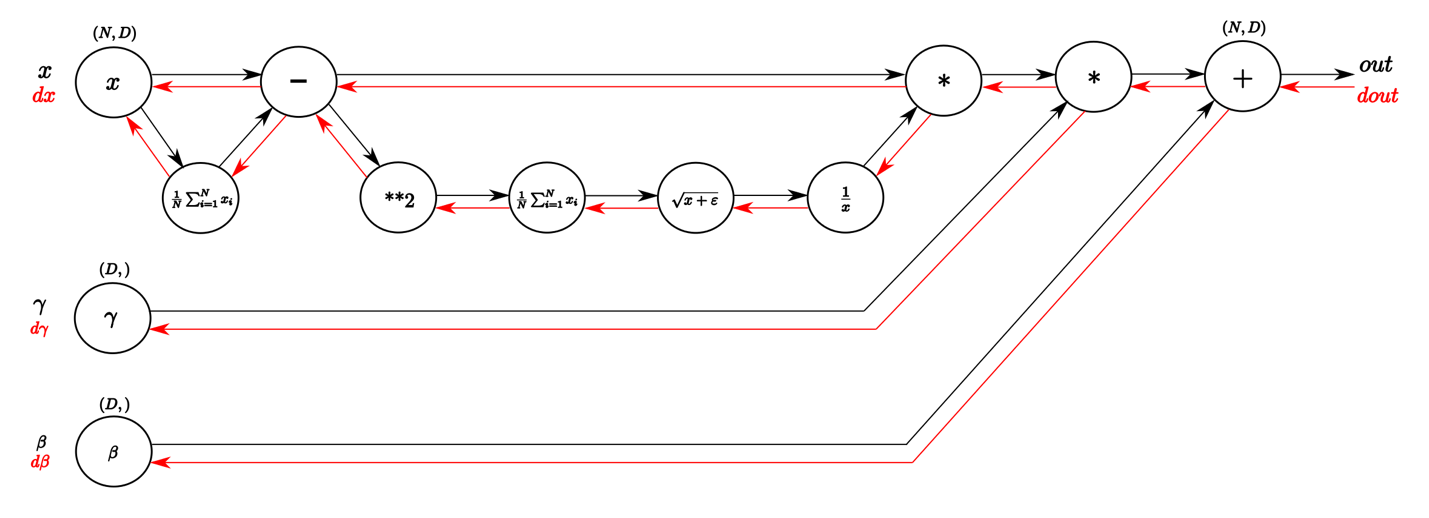 (N, D)
(N, D)
x
dx
x
−
*
*
+
out
dout
1/N ∑_{i=1}^{N} x_i
**2
1/N ∑_{i=1}^{N} x_i
√(x + ε)
1/x
(D, )
γ
dγ
γ
(D, )
β
dβ
β